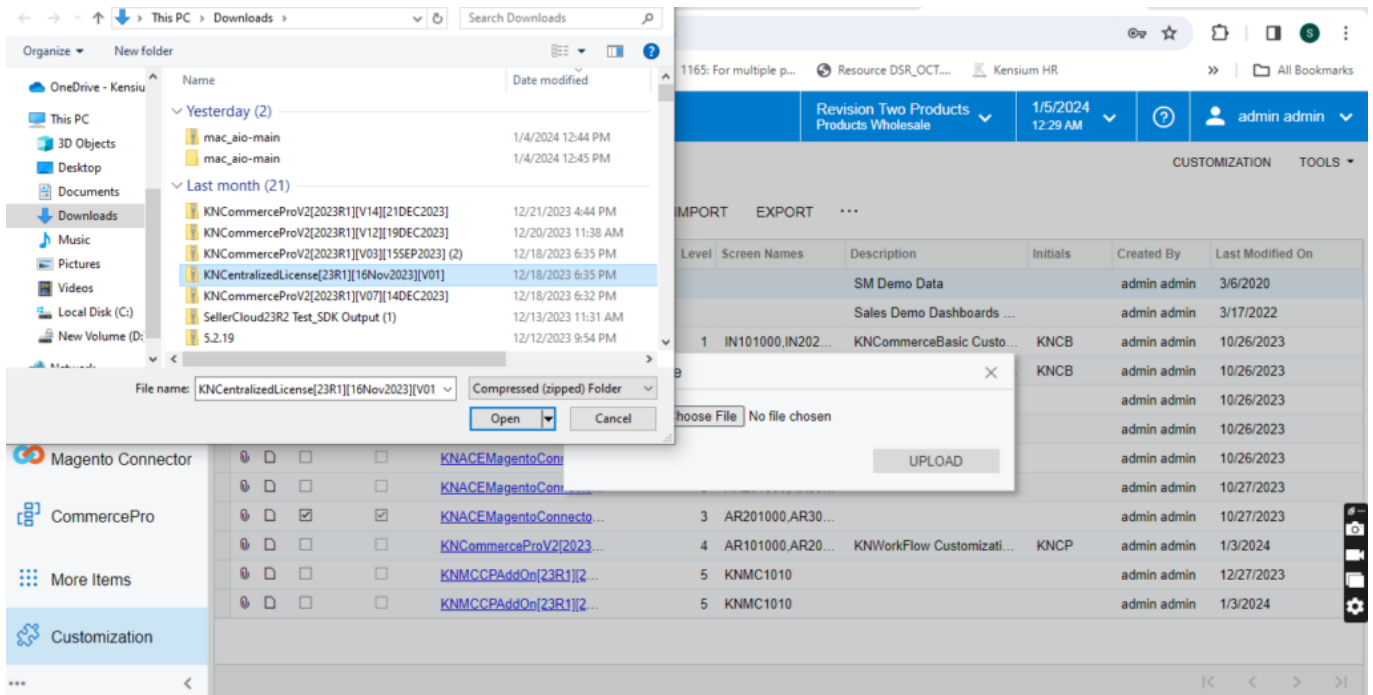 This PC > Downloads >
Search Downloads
Organize
New folder
Name
Date modified
OneDrive - Kensiu
This PC
3D Objects
Desktop
Documents
Downloads
Music
Pictures
Videos
Local Disk (C:)
New Volume (D:
Yesterday (2)
mac_aio-main 1/4/2024 12:44 PM
mac_aio-main 1/4/2024 12:45 PM
Last month (21)
KNCommerceProV2[2023R1][V14][21DEC2023] 12/21/2023 4:44 PM
KNCommerceProV2[2023R1][V12][19DEC2023] 12/20/2023 11:38 AM
KNCommerceProV2[2023R1][V03][15SEP2023] (2) 12/18/2023 6:35 PM
KNCentralizedLicense[23R1][16Nov2023][V01] 12/18/2023 6:35 PM
KNCommerceProV2[2023R1][V07][14DEC2023] 12/18/2023 6:32 PM
SellerCloud23R2 Test_SDK Output (1) 12/13/2023 11:31 AM
5.2.19 12/12/2023 9:54 PM
File name: KNCentralizedLicense[23R1][16Nov2023][V01
Compressed (zipped) Folder
Open
Cancel
S
1165: For multiple p...
Resource DSR_OCT....
Kensium HR
»
All Bookmarks
Revision Two Products
Products Wholesale
1/5/2024
12:29 AM
?
admin admin
CUSTOMIZATION TOOLS
IMPORT EXPORT ...
Level Screen Names Description Initials Created By Last Modified On
SM Demo Data admin admin 3/6/2020
Sales Demo Dashboards ... admin admin 3/17/2022
1 IN101000,IN202... KNCommerceBasic Custo... KNCB admin admin 10/26/2023
KNCB admin admin 10/26/2023
admin admin 10/26/2023
admin admin 10/26/2023
hoose File No file chosen
UPLOAD
Magento Connector
CommercePro
More Items
Customization
KNACEMagentoCon admin admin 10/26/2023
admin admin 10/27/2023
KNACEMagentoConnecto... 3 AR201000,AR30... admin admin 10/27/2023
KNCommerceProV2[2023... 4 AR101000,AR20... KNWorkFlow Customizati... KNCP admin admin 1/3/2024
KNMCCPAddOn[23R1][2... 5 KNMC1010 admin admin 12/27/2023
KNMCCPAddOn[23R1][2... 5 KNMC1010 admin admin 1/3/2024